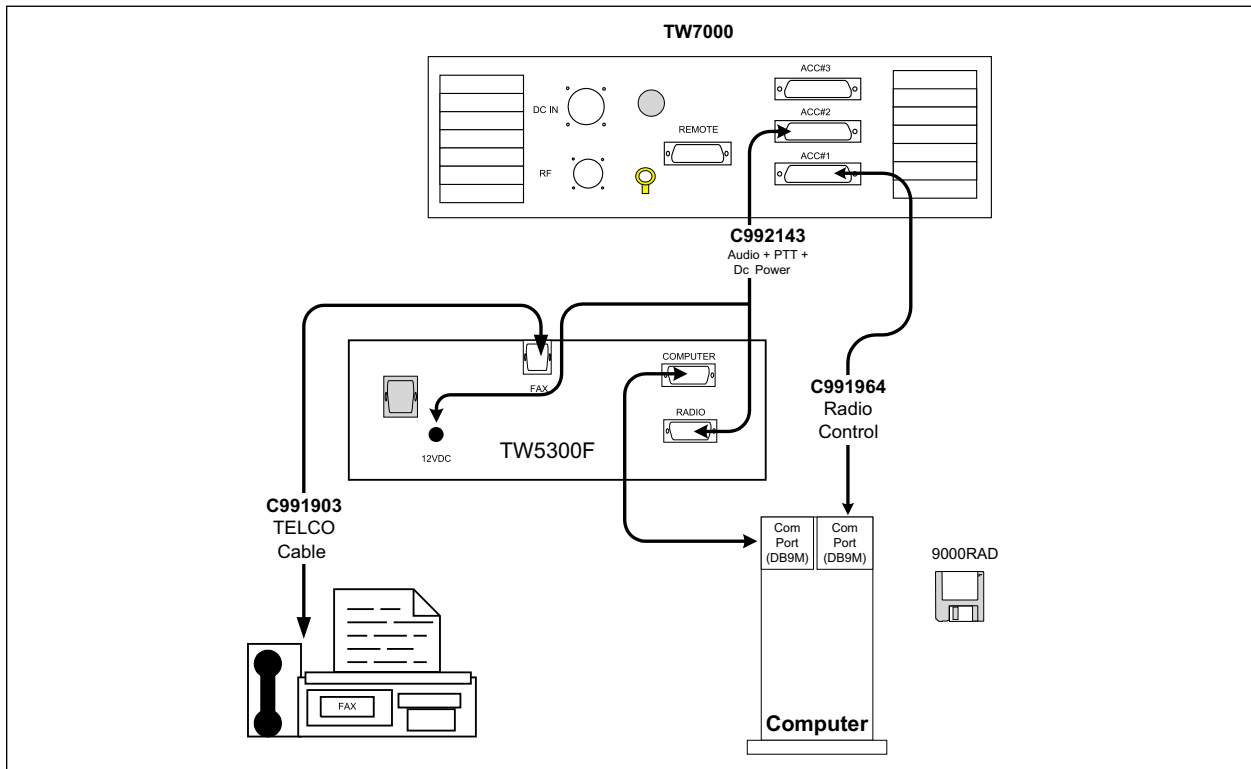 TW7000
ACC#3
DC IN
ACC#2
REMOTE
ACC#1
RF
C992143
Audio + PTT +
Dc Power
COMPUTER
FAX
RADIO
C991964
Radio
Control
12VDC
TW5300F
C991903
TELCO
Cable
Com
Port
(DB9M)
Com
Port
(DB9M)
9000RAD
FAX
Computer